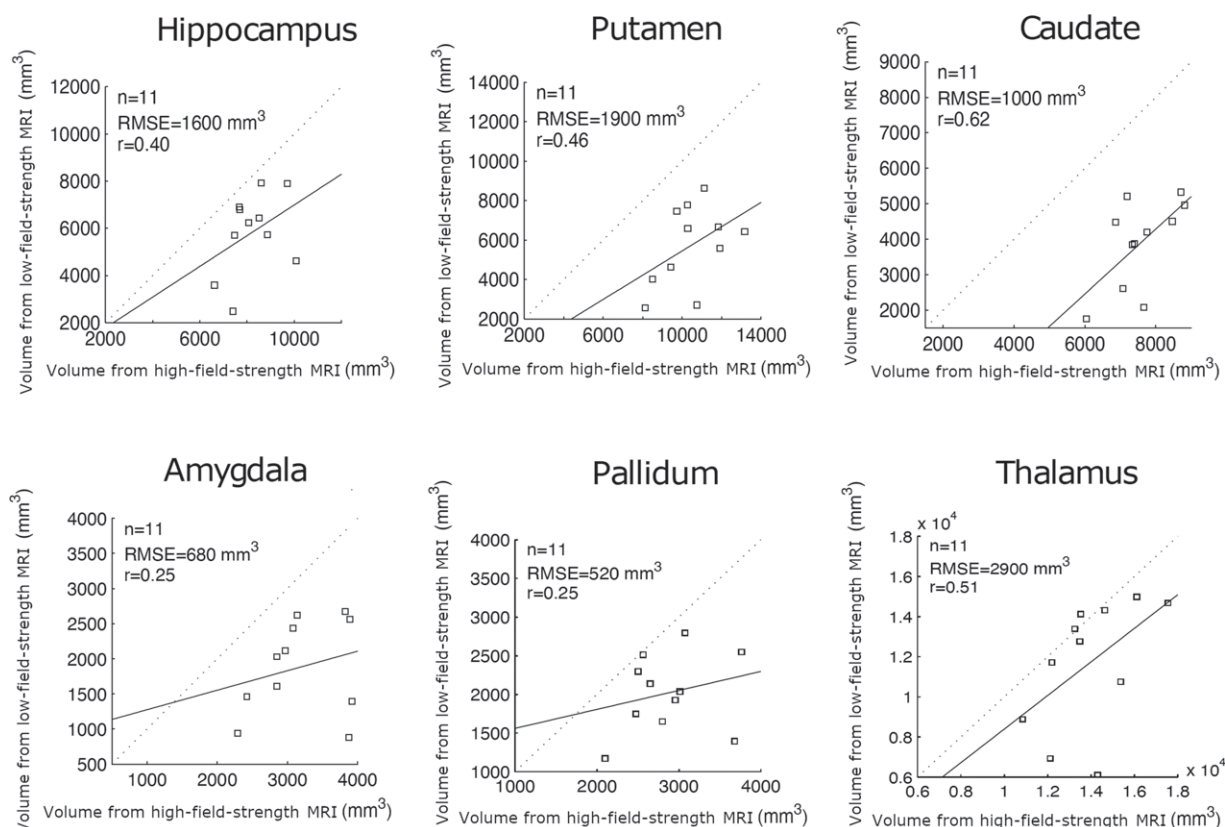 Hippocampus
Volume from low-field-strength MRI (mm³)
12000
10000
8000
6000
4000
2000
n=11
RMSE=1600 mm³
r=0.40
2000
6000
10000
Volume from high-field-strength MRI (mm³)
Putamen
Volume from low-field-strength MRI (mm³)
14000
12000
10000
8000
6000
4000
2000
n=11
RMSE=1900 mm³
r=0.46
2000
6000
10000
14000
Volume from high-field-strength MRI (mm³)
Caudate
Volume from low-field-strength MRI (mm³)
9000
8000
7000
6000
5000
4000
3000
2000
n=11
RMSE=1000 mm³
r=0.62
2000
4000
6000
8000
Volume from high-field-strength MRI (mm³)
Amygdala
Volume from low-field-strength MRI (mm³)
4000
3500
3000
2500
2000
1500
1000
500
n=11
RMSE=680 mm³
r=0.25
1000
2000
3000
4000
Volume from high-field-strength MRI (mm³)
Pallidum
Volume from low-field-strength MRI (mm³)
4000
3500
3000
2500
2000
1500
1000
n=11
RMSE=520 mm³
r=0.25
1000
2000
3000
4000
Volume from high-field-strength MRI (mm³)
Thalamus
Volume from low-field-strength MRI (mm³)
x 10⁴
1.8
1.6
1.4
1.2
1
0.8
0.6
n=11
RMSE=2900 mm³
r=0.51
0.6
0.8
1
1.2
1.4
1.6
1.8
x 10⁴
Volume from high-field-strength MRI (mm³)